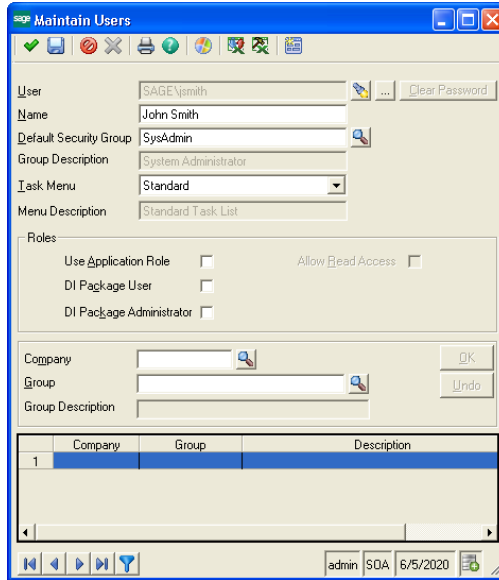 sage Maintain Users
User SAGE\jsmith ... Clear Password
Name John Smith
Default Security Group SysAdmin
Group Description System Administrator
Task Menu Standard
Menu Description Standard Task List
Roles
Use Application Role Allow Read Access
DI Package User
DI Package Administrator
Company OK
Group Undo
Group Description
Company Group Description
1
admin SOA 6/5/2020